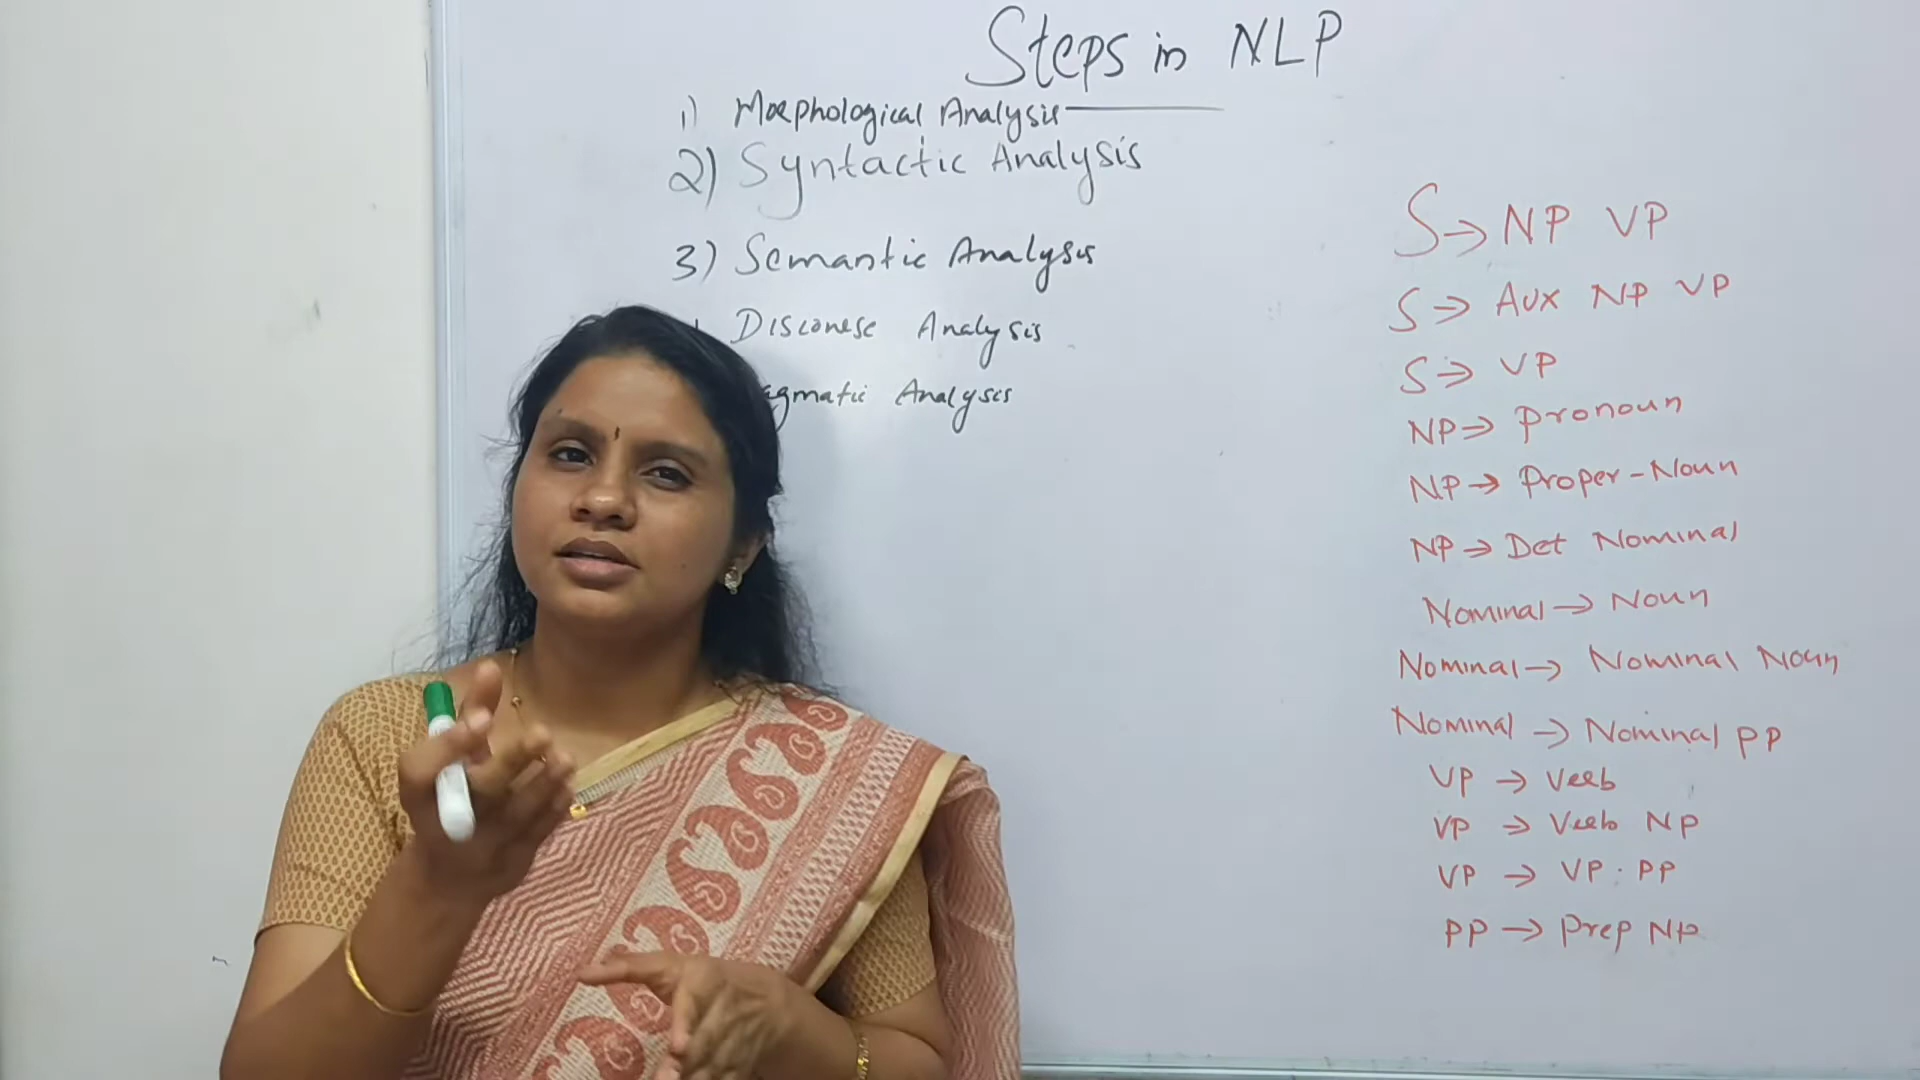 Steps in NLP
1) Morphological Analysis
2) Syntactic Analysis
3) Semantic Analysis
Discourse Analysis
agmatic Analysis
S → NP VP
S → Aux NP VP
S → VP
NP → Pronoun
NP → Proper-Noun
NP → Det Nominal
Nominal → Noun
Nominal → Nominal Noun
Nominal → Nominal PP
VP → Verb
VP → Verb NP
VP → VP PP
PP → Prep NP